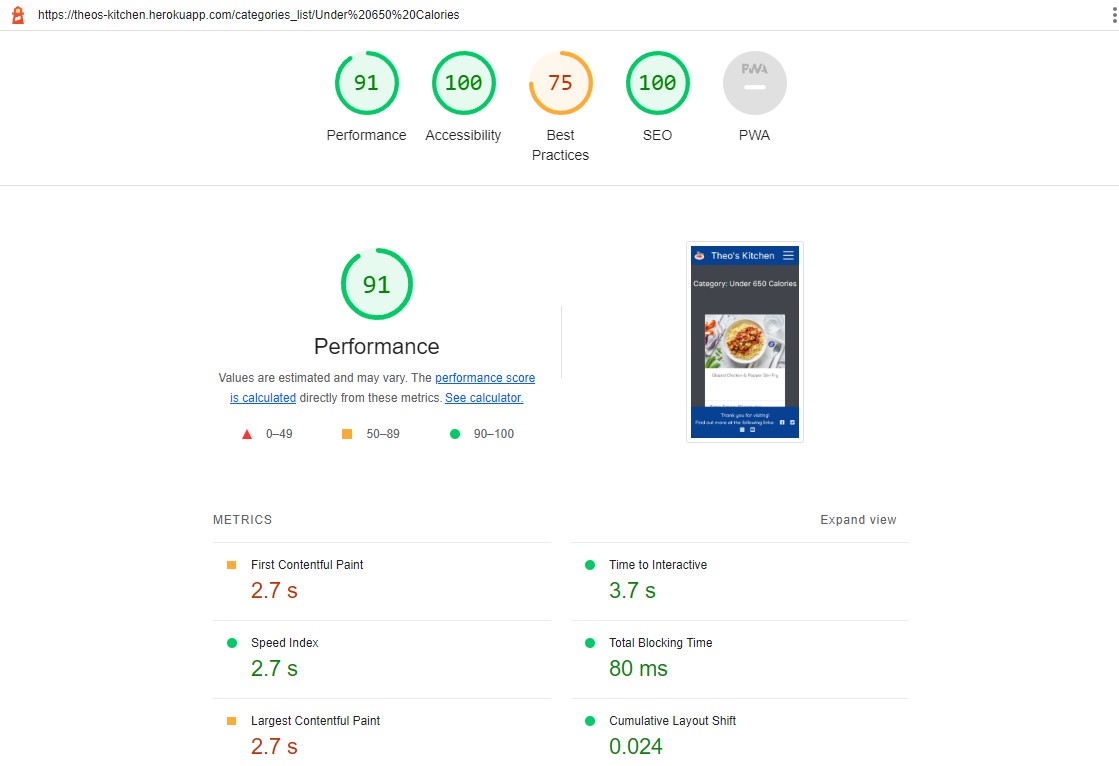 https://theos-kitchen.herokuapp.com/categories_list/Under%20650%20Calories
91
100
75
100
PWA
Performance
Accessibility
Best
Practices
SEO
PWA
91
Performance
Values are estimated and may vary. The performance score
is calculated directly from these metrics. See calculator.
0–49
50–89
90–100
Theo's Kitchen
Category: Under 650 Calories
Glazed Chicken & Pepper Stir Fry
Thank you for visiting!
Find out more at the following links:
METRICS
Expand view
First Contentful Paint
2.7 s
Time to Interactive
3.7 s
Speed Index
2.7 s
Total Blocking Time
80 ms
Largest Contentful Paint
2.7 s
Cumulative Layout Shift
0.024